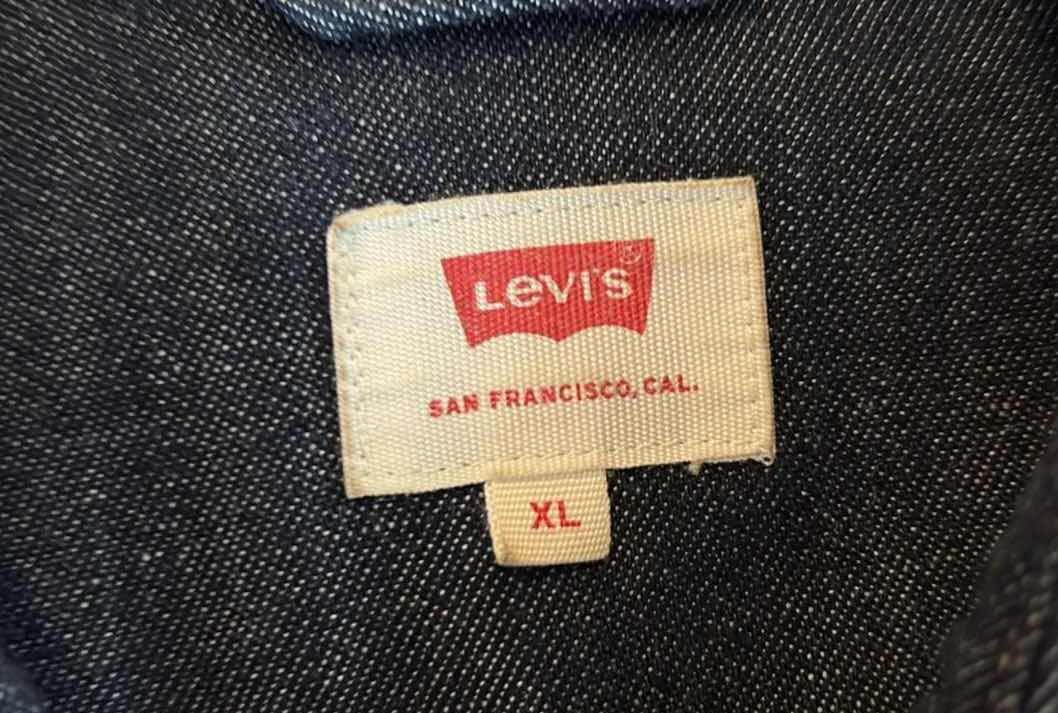 Levi's®
SAN FRANCISCO, CAL.
XL